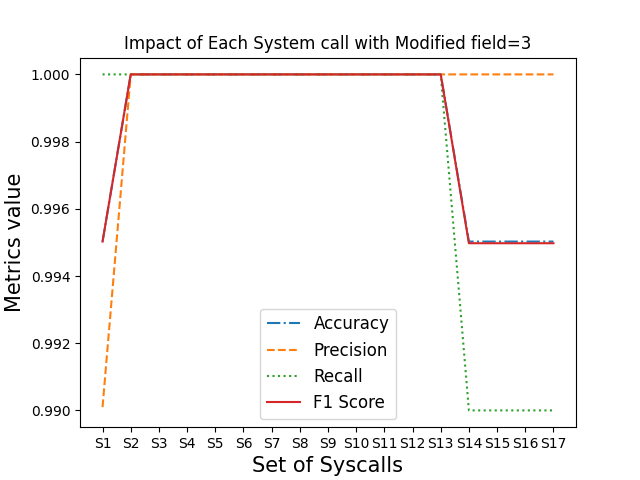 Impact of Each System call with Modified field=3
1.000
0.998
0.996
0.994
0.992
0.990
Metrics value
Accuracy
Precision
Recall
F1 Score
S1 S2 S3 S4 S5 S6 S7 S8 S9 S10 S11 S12 S13 S14 S15 S16 S17
Set of Syscalls